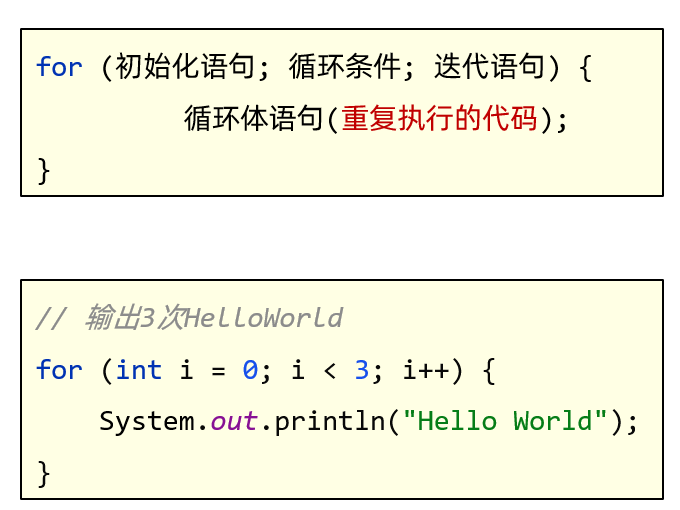 for (初始化语句; 循环条件; 迭代语句) {
循环体语句(重复执行的代码);
}
// 输出3次HelloWorld
for (int i = 0; i < 3; i++) {
System.out.println("Hello World");
}